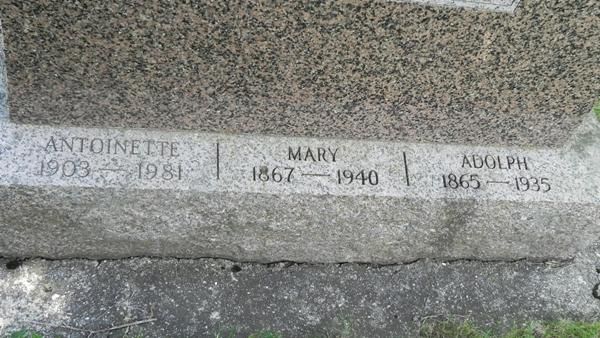 ANTOINETTE
1903 — 1981
MARY
1867 — 1940
ADOLPH
1865 — 1935